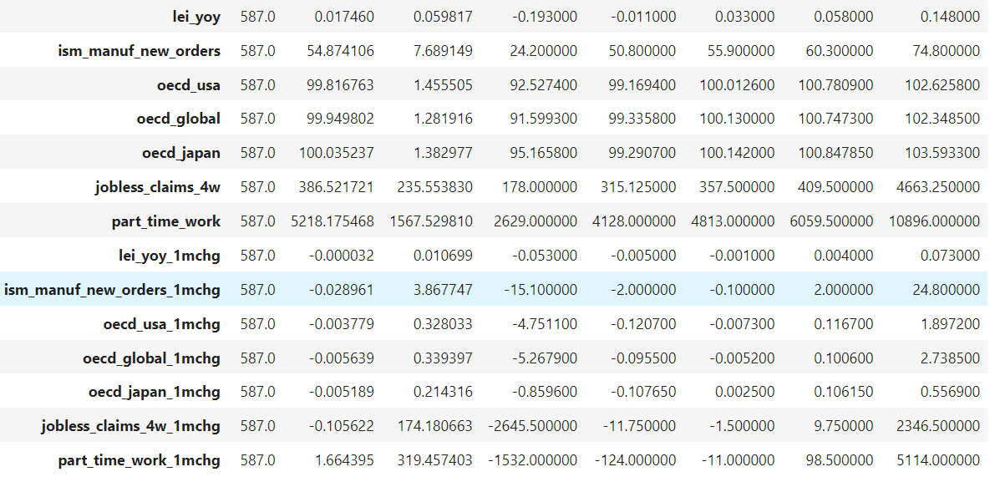 lei_yoy 587.0 0.017460 0.059817 -0.193000 -0.011000 0.033000 0.058000 0.148000
ism_manuf_new_orders 587.0 54.874106 7.689149 24.200000 50.800000 55.900000 60.300000 74.800000
oecd_usa 587.0 99.816763 1.455505 92.527400 99.169400 100.012600 100.780900 102.625800
oecd_global 587.0 99.949802 1.281916 91.599300 99.335800 100.130000 100.747300 102.348500
oecd_japan 587.0 100.035237 1.382977 95.165800 99.290700 100.142000 100.847850 103.593300
jobless_claims_4w 587.0 386.521721 235.553830 178.000000 315.125000 357.500000 409.500000 4663.250000
part_time_work 587.0 5218.175468 1567.529810 2629.000000 4128.000000 4813.000000 6059.500000 10896.000000
lei_yoy_1mchg 587.0 -0.000032 0.010699 -0.053000 -0.005000 -0.001000 0.004000 0.073000
ism_manuf_new_orders_1mchg 587.0 -0.028961 3.867747 -15.100000 -2.000000 -0.100000 2.000000 24.800000
oecd_usa_1mchg 587.0 -0.003779 0.328033 -4.751100 -0.120700 -0.007300 0.116700 1.897200
oecd_global_1mchg 587.0 -0.005639 0.339397 -5.267900 -0.095500 -0.005200 0.100600 2.738500
oecd_japan_1mchg 587.0 -0.005189 0.214316 -0.859600 -0.107650 0.002500 0.106150 0.556900
jobless_claims_4w_1mchg 587.0 -0.105622 174.180663 -2645.500000 -11.750000 -1.500000 9.750000 2346.500000
part_time_work_1mchg 587.0 1.664395 319.457403 -1532.000000 -124.000000 -11.000000 98.500000 5114.000000